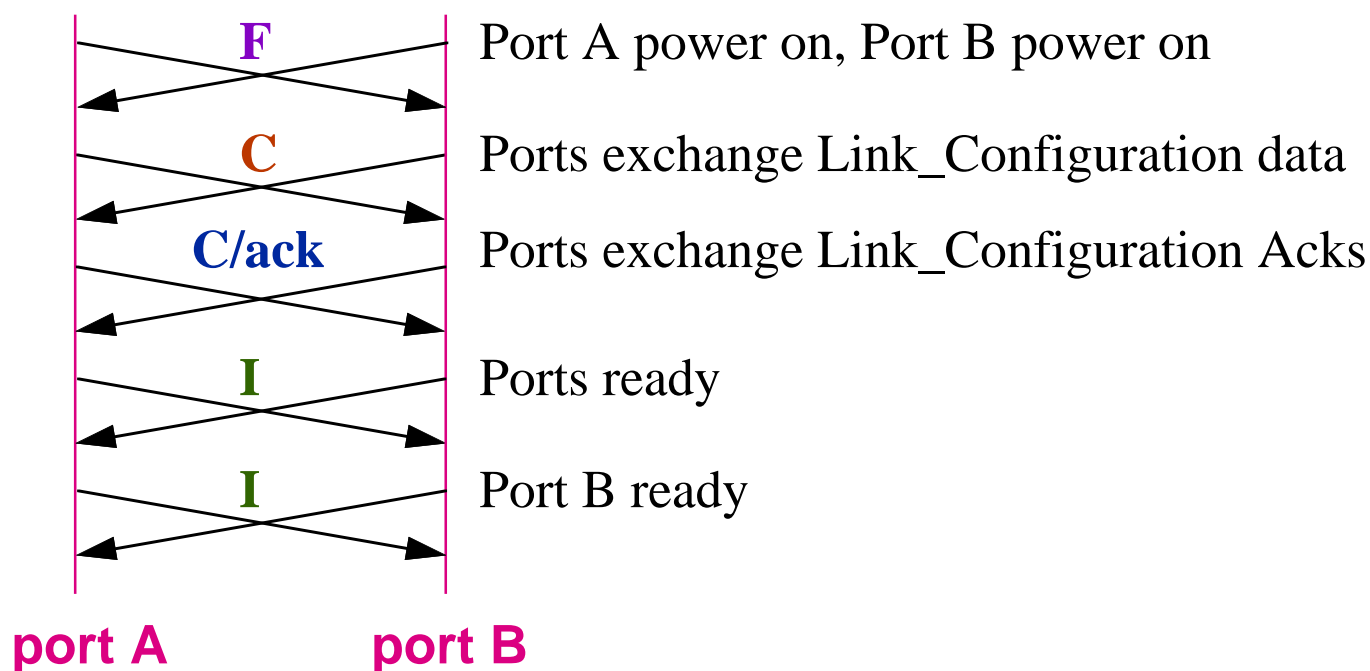 F Port A power on, Port B power on
C Ports exchange Link_Configuration data
C/ack Ports exchange Link_Configuration Acks
I Ports ready
I Port B ready
port A port B